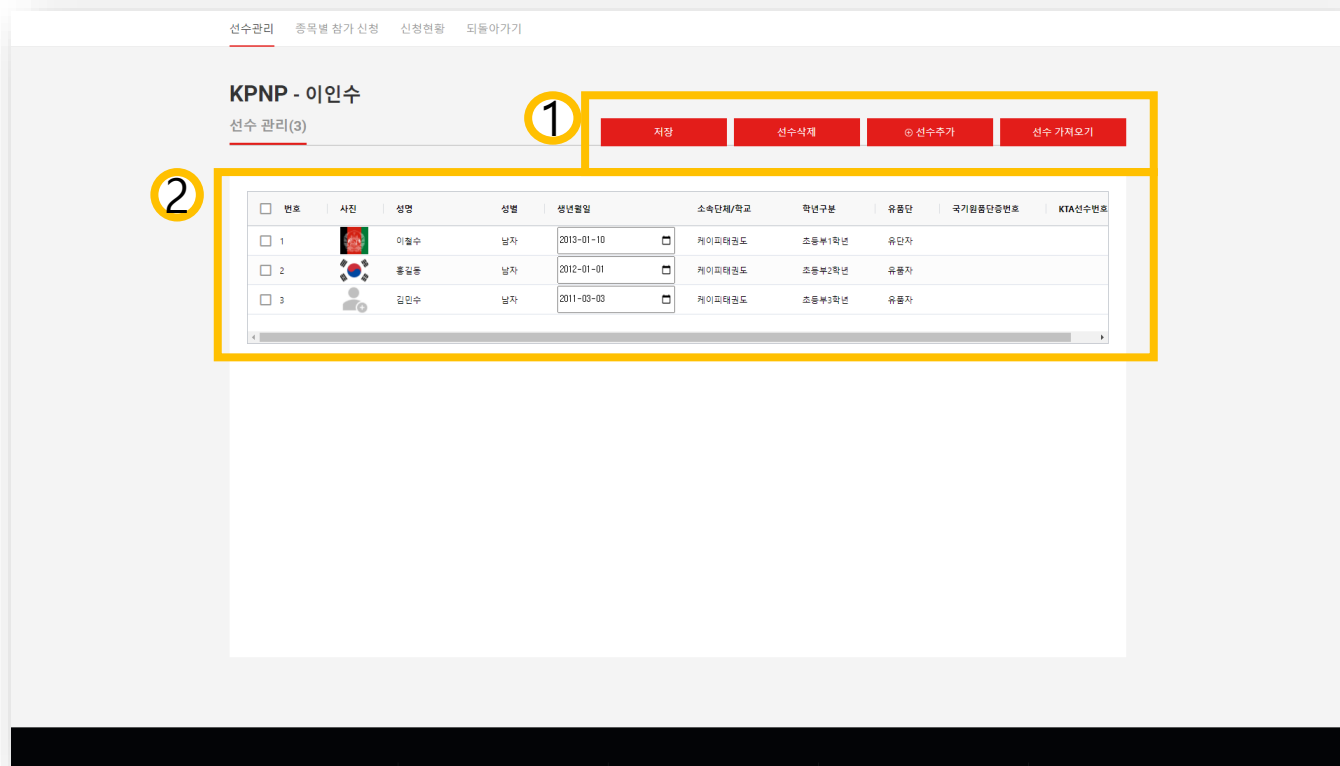 선수관리 종목별 참가 신청 신청현황 되돌아가기
KPNP - 이인수
선수 관리(3)
1
저장 선수삭제 ⊕ 선수추가 선수 가져오기
2
번호 사진 성명 성별 생년월일 소속단체/학교 학년구분 유품단 국기원품단증번호 KTA선수번호
1 이철수 남자 2013-01-10 케이피태권도 초등부1학년 유단자
2 홍길동 남자 2012-01-01 케이피태권도 초등부2학년 유품자
3 김민수 남자 2011-03-03 케이피태권도 초등부3학년 유품자